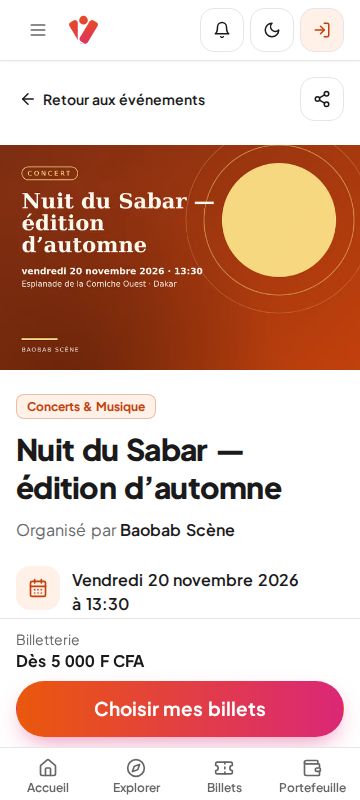 Retour aux événements
CONCERT
Nuit du Sabar —
édition
d’automne
vendredi 20 novembre 2026 · 13:30
Esplanade de la Corniche Ouest · Dakar
BAOBAB SCÈNE
Concerts & Musique
Nuit du Sabar —
édition d’automne
Organisé par Baobab Scène
Vendredi 20 novembre 2026
à 13:30
Billetterie
Dès 5 000 F CFA
Choisir mes billets
Accueil
Explorer
Billets
Portefeuille